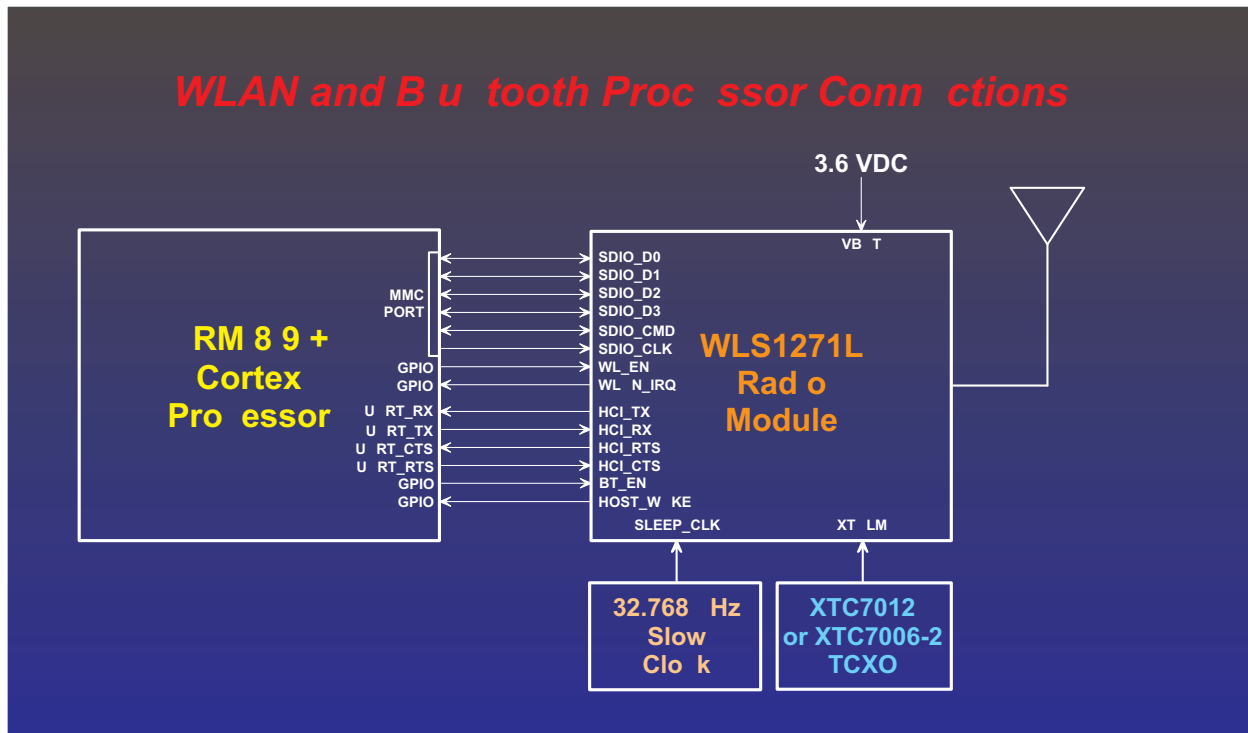 WLAN and B u tooth Proc ssor Conn ctions
3.6 VDC
VB T
MMC
PORT
GPIO
GPIO
U RT_RX
U RT_TX
U RT_CTS
U RT_RTS
GPIO
GPIO
RM 8 9 +
Cortex
Pro essor
SDIO_D0
SDIO_D1
SDIO_D2
SDIO_D3
SDIO_CMD
SDIO_CLK
WL_EN
WL N_IRQ
HCI_TX
HCI_RX
HCI_RTS
HCI_CTS
BT_EN
HOST_W KE
WLS1271L
Rad o
Module
SLEEP_CLK
XT LM
32.768 Hz
Slow
Clo k
XTC7012
or XTC7006-2
TCXO